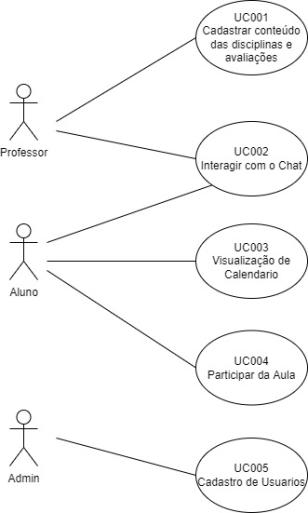 UC001
Cadastrar conteúdo
das disciplinas e
avaliações
Professor
UC002
Interagir com o Chat
UC003
Visualização de
Calendario
Aluno
UC004
Participar da Aula
Admin
UC005
Cadastro de Usuarios